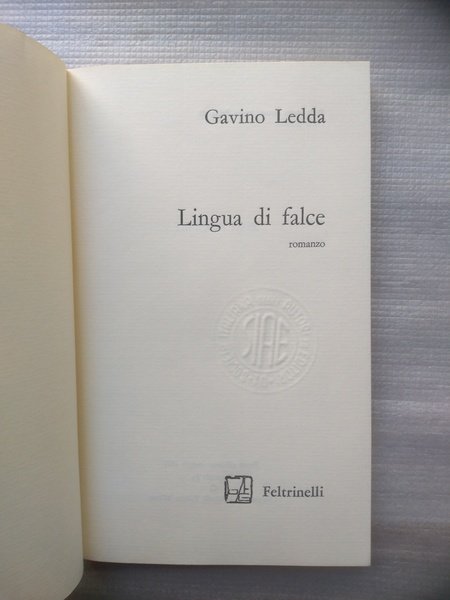 Gavino Ledda
Lingua di falce
romanzo
Feltrinelli